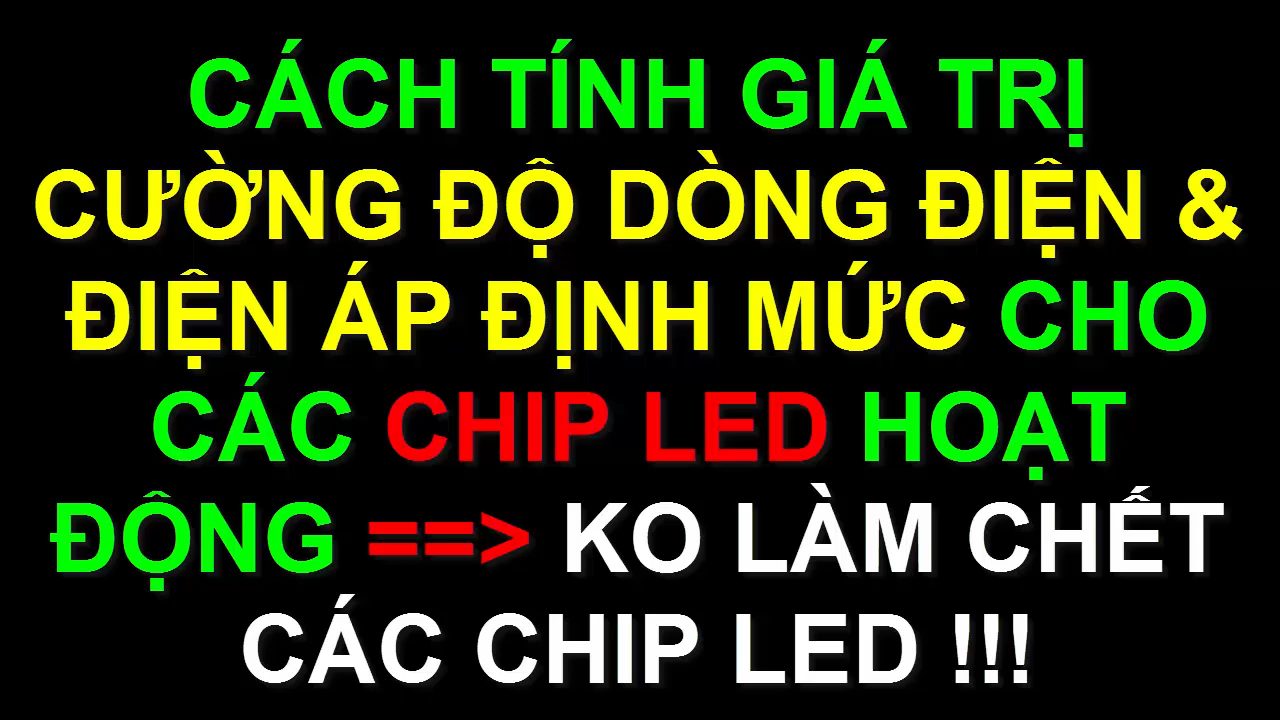 CÁCH TÍNH GIÁ TRỊ
CƯỜNG ĐỘ DÒNG ĐIỆN &
ĐIỆN ÁP ĐỊNH MỨC CHO
CÁC CHIP LED HOẠT
ĐỘNG ==> KO LÀM CHẾT
CÁC CHIP LED !!!